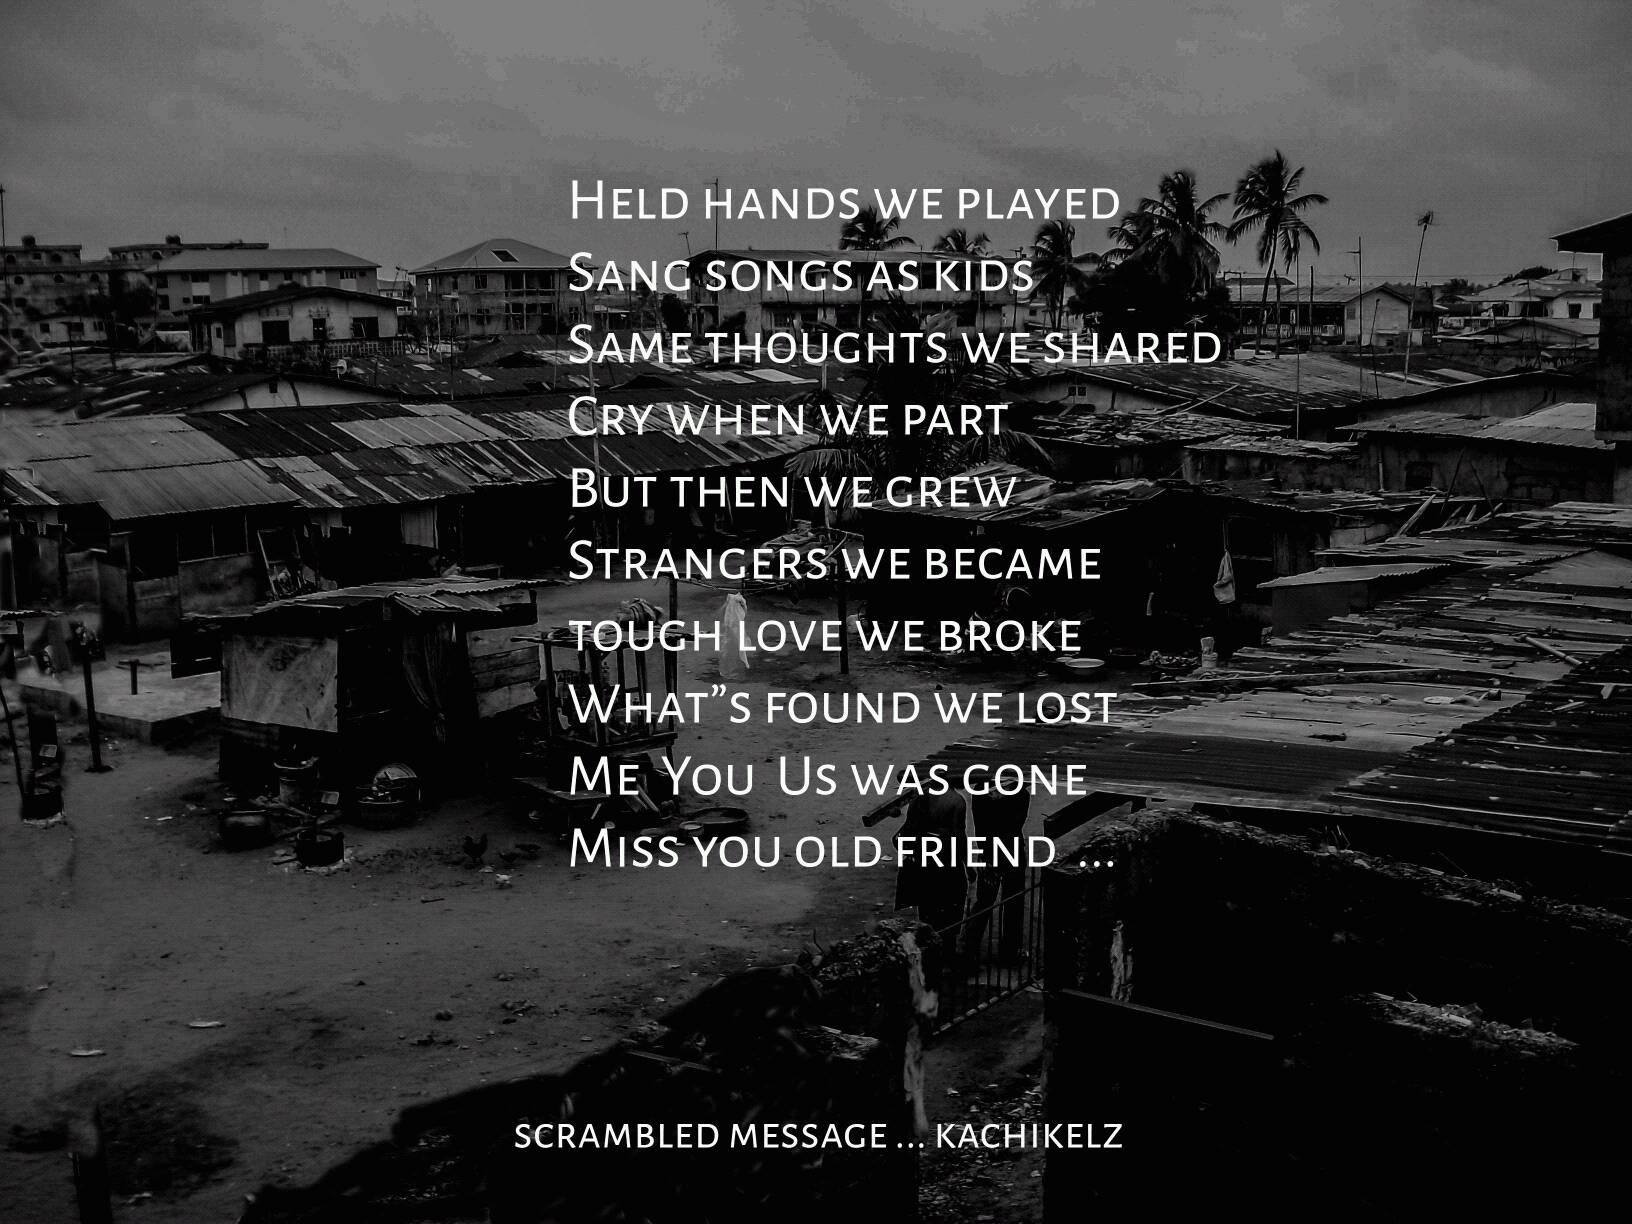 Held hands we played
Sang songs as kids
Same thoughts we shared
Cry when we part
But then we grew
Strangers we became
tough love we broke
What”s found we lost
Me You Us was gone
Miss you old friend ...
scrambled message ... kachikelz